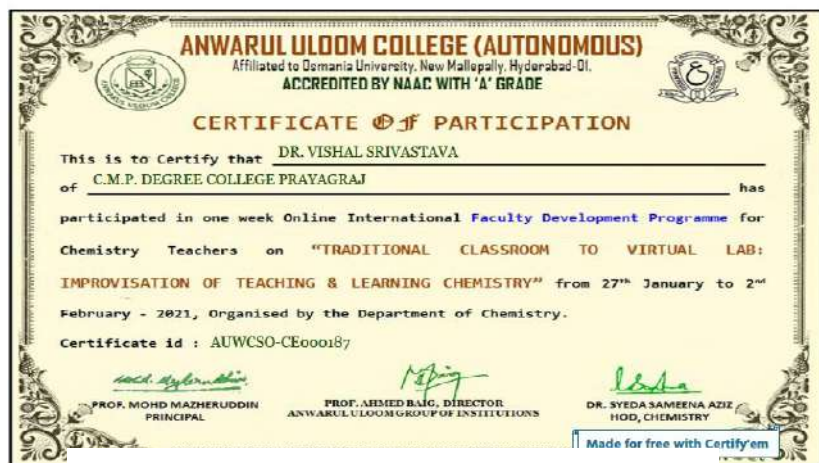 ANWARUL ULOOM COLLEGE (AUTONOMOUS)
Affiliated to Osmania University, New Mallepally, Hyderabad-01.
ACCREDITED BY NAAC WITH 'A' GRADE
CERTIFICATE OF PARTICIPATION
This is to Certify that DR. VISHAL SRIVASTAVA
of C.M.P. DEGREE COLLEGE PRAYAGRAJ has
participated in one week Online International Faculty Development Programme for
Chemistry Teachers on "TRADITIONAL CLASSROOM TO VIRTUAL LAB:
IMPROVISATION OF TEACHING & LEARNING CHEMISTRY" from 27th January to 2nd
February - 2021, Organised by the Department of Chemistry.
Certificate id : AUWCSO-CE000187
PROF. MOHD MAZHERUDDIN
PRINCIPAL
PROF. AHMED BAIG, DIRECTOR
ANWARUL ULOOM GROUP OF INSTITUTIONS
DR. SYEDA SAMEENA AZIZ
HOD, CHEMISTRY
Made for free with Certify'em